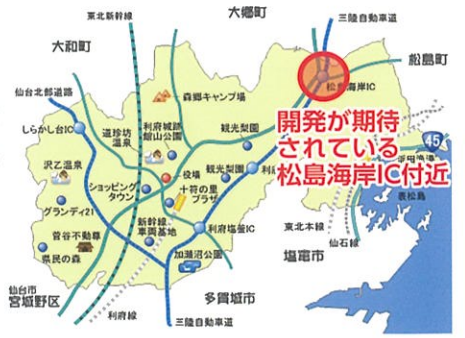 東北新幹線
大郷町
三陸自動車道
大和町
松島町
仙台北部道路
森郷キャンプ場
しらかし台IC
道珍坊
温泉
利府城跡
館山公園
観光梨園
開発が期待
されている
松島海岸IC付近
沢乙温泉
役場
観光梨園
45
ショッピング
タウン
十符の里
プラザ
表松島
グランディ21
新幹線
車両基地
利府塩釜IC
東北本線
仙石線
菅谷不動尊
加瀬沼公園
塩竈市
県民の森
仙台市
宮城野区
利府線
多賀城市
三陸自動車道